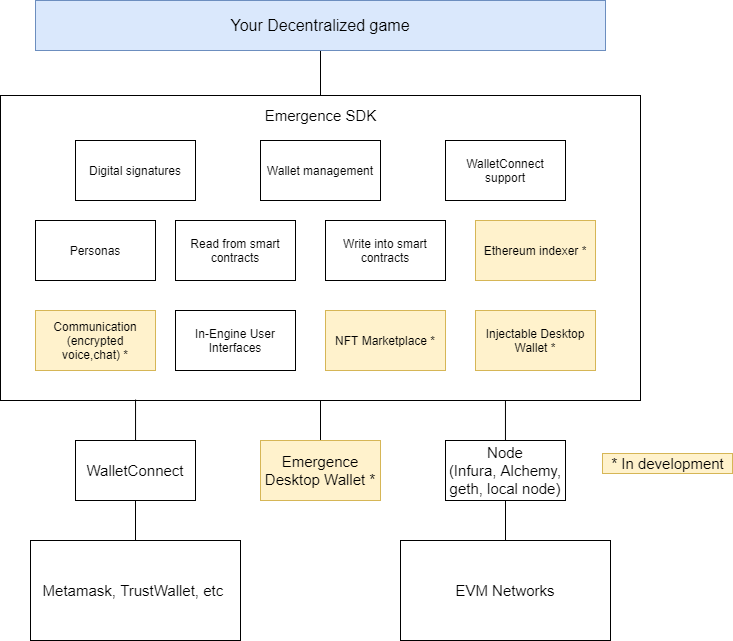 Your Decentralized game
Emergence SDK
Digital signatures
Wallet management
WalletConnect
support
Personas
Read from smart
contracts
Write into smart
contracts
Ethereum indexer *
Communication
(encrypted
voice,chat) *
In-Engine User
Interfaces
NFT Marketplace *
Injectable Desktop
Wallet *
WalletConnect
Emergence
Desktop Wallet *
Node
(Infura, Alchemy,
geth, local node)
* In development
Metamask, TrustWallet, etc
EVM Networks